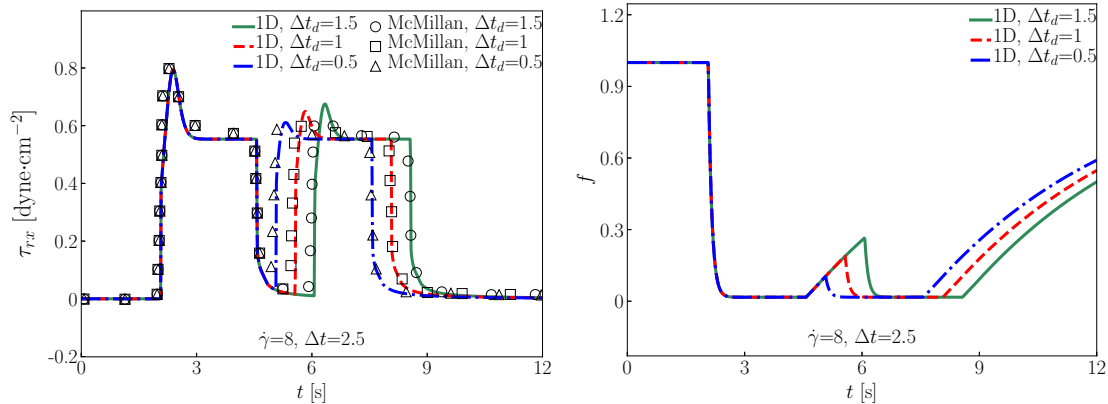 1D, Δt_d=1.5 McMillan, Δt_d=1.5
1D, Δt_d=1 McMillan, Δt_d=1
1D, Δt_d=0.5 McMillan, Δt_d=0.5
0.8
0.6
0.4
0.2
0
-0.2
0 3 6 9 12
τ_rx [dyne·cm⁻²]
γ̇=8, Δt=2.5
t [s]
1D, Δt_d=1.5
1D, Δt_d=1
1D, Δt_d=0.5
1.2
0.9
0.6
0.3
0
0 3 6 9 12
f
γ̇=8, Δt=2.5
t [s]